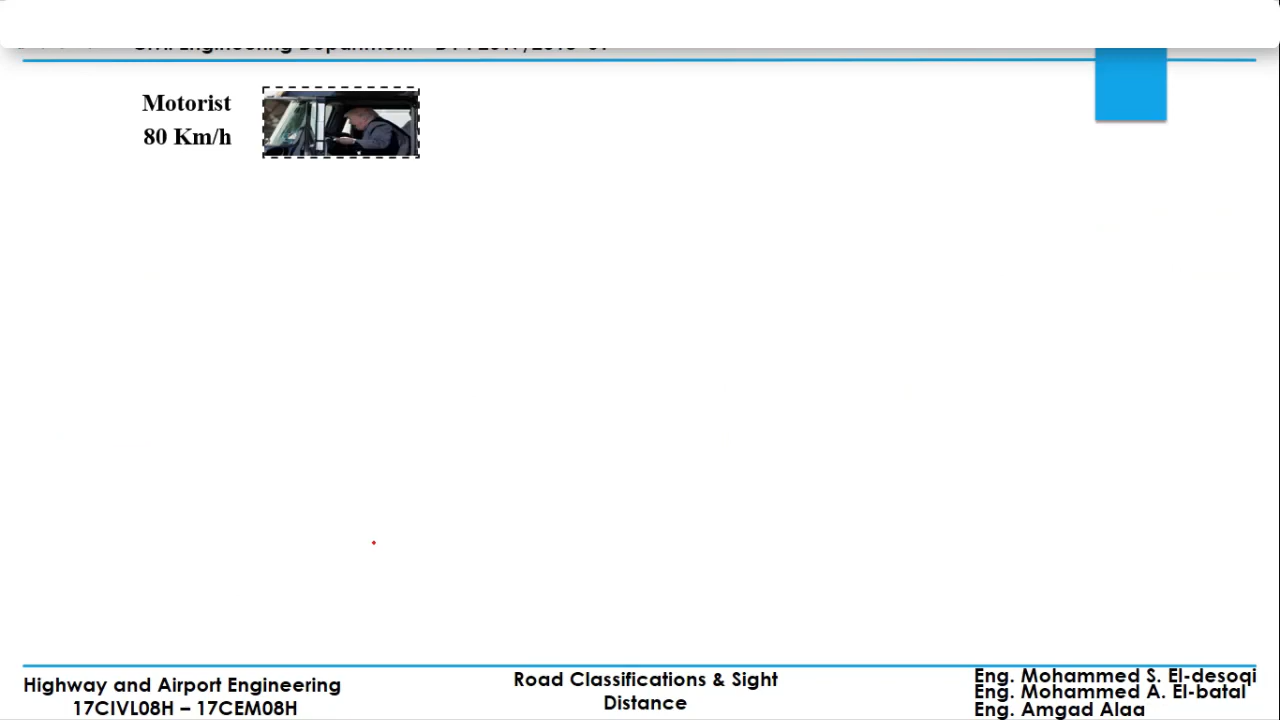 Motorist
80 Km/h
Highway and Airport Engineering
17CIVL08H – 17CEM08H
Road Classifications & Sight
Distance
Eng. Mohammed S. El-desoqi
Eng. Mohammed A. El-batal
Eng. Amgad Alaa